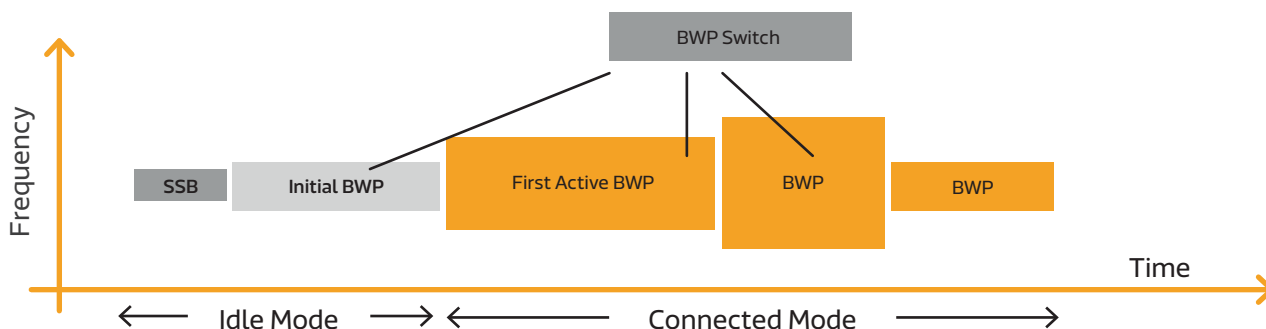 BWP Switch
Frequency
SSB
Initial BWP
First Active BWP
BWP
BWP
Time
Idle Mode
Connected Mode